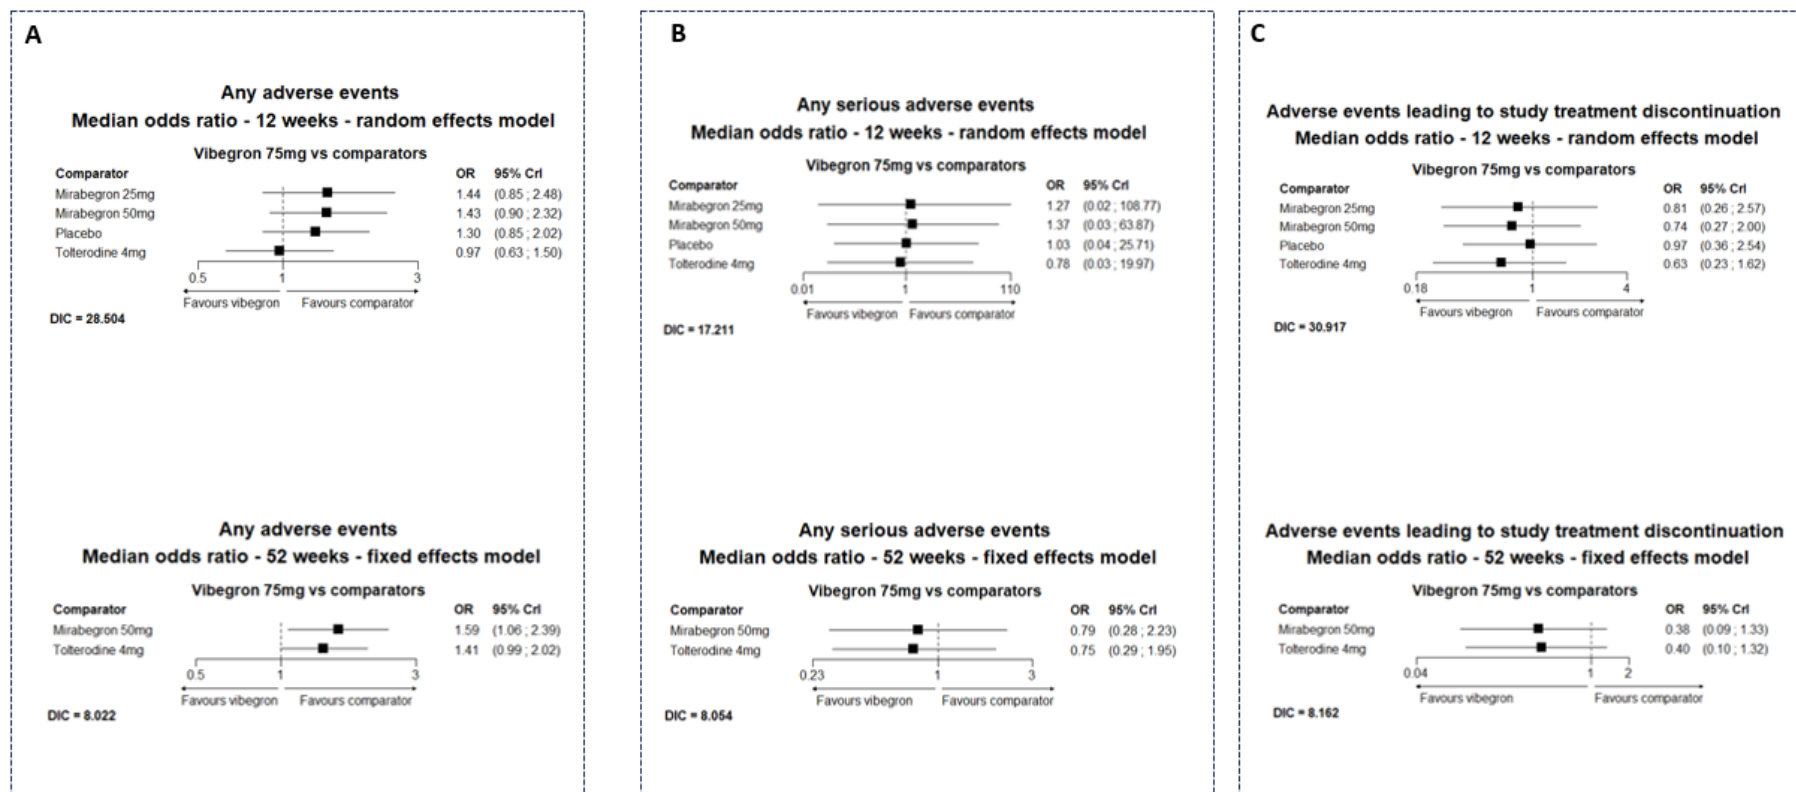 A
Any adverse events
Median odds ratio - 12 weeks - random effects model
Vibegron 75mg vs comparators
Comparator OR 95% Crl
Mirabegron 25mg 1.44 (0.85 ; 2.48)
Mirabegron 50mg 1.43 (0.90 ; 2.32)
Placebo 1.30 (0.85 ; 2.02)
Tolterodine 4mg 0.97 (0.63 ; 1.50)
0.5 1 3
Favours vibegron Favours comparator
DIC = 28.504
Any adverse events
Median odds ratio - 52 weeks - fixed effects model
Vibegron 75mg vs comparators
Comparator OR 95% Crl
Mirabegron 50mg 1.59 (1.06 ; 2.39)
Tolterodine 4mg 1.41 (0.99 ; 2.02)
0.5 1 3
Favours vibegron Favours comparator
DIC = 8.022
B
Any serious adverse events
Median odds ratio - 12 weeks - random effects model
Vibegron 75mg vs comparators
Comparator OR 95% Crl
Mirabegron 25mg 1.27 (0.02 ; 108.77)
Mirabegron 50mg 1.37 (0.03 ; 63.87)
Placebo 1.03 (0.04 ; 25.71)
Tolterodine 4mg 0.78 (0.03 ; 19.97)
0.01 1 110
Favours vibegron Favours comparator
DIC = 17.211
Any serious adverse events
Median odds ratio - 52 weeks - fixed effects model
Vibegron 75mg vs comparators
Comparator OR 95% Crl
Mirabegron 50mg 0.79 (0.28 ; 2.23)
Tolterodine 4mg 0.75 (0.29 ; 1.95)
0.23 1 3
Favours vibegron Favours comparator
DIC = 8.054
C
Adverse events leading to study treatment discontinuation
Median odds ratio - 12 weeks - random effects model
Vibegron 75mg vs comparators
Comparator OR 95% Crl
Mirabegron 25mg 0.81 (0.26 ; 2.57)
Mirabegron 50mg 0.74 (0.27 ; 2.00)
Placebo 0.97 (0.36 ; 2.54)
Tolterodine 4mg 0.63 (0.23 ; 1.62)
0.18 1 4
Favours vibegron Favours comparator
DIC = 30.917
Adverse events leading to study treatment discontinuation
Median odds ratio - 52 weeks - fixed effects model
Vibegron 75mg vs comparators
Comparator OR 95% Crl
Mirabegron 50mg 0.38 (0.09 ; 1.33)
Tolterodine 4mg 0.40 (0.10 ; 1.32)
0.04 1 2
Favours vibegron Favours comparator
DIC = 8.162